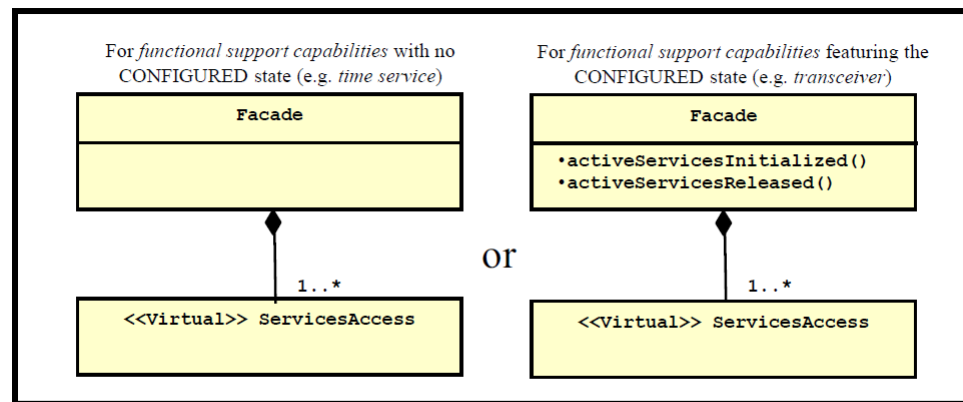 For functional support capabilities with no
CONFIGURED state (e.g. time service)
Facade
1..*
<<Virtual>> ServicesAccess
or
For functional support capabilities featuring the
CONFIGURED state (e.g. transceiver)
Facade
•activeServicesInitialized()
•activeServicesReleased()
1..*
<<Virtual>> ServicesAccess